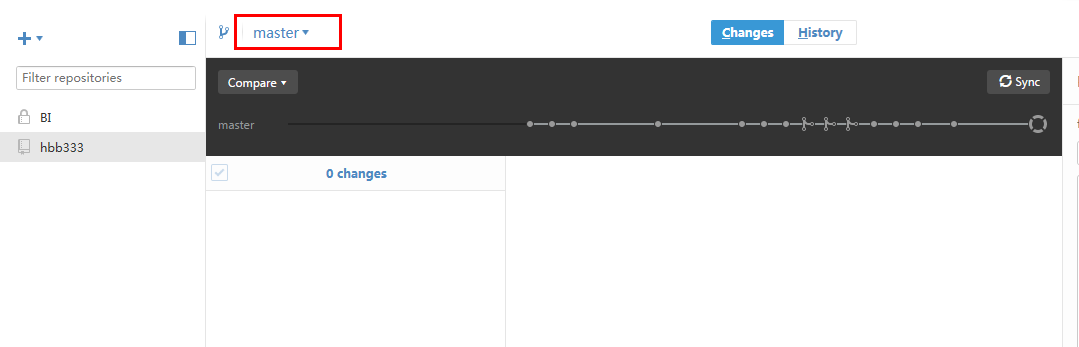 master
Changes
History
Filter repositories
Compare
Sync
BI
master
hbb333
0 changes